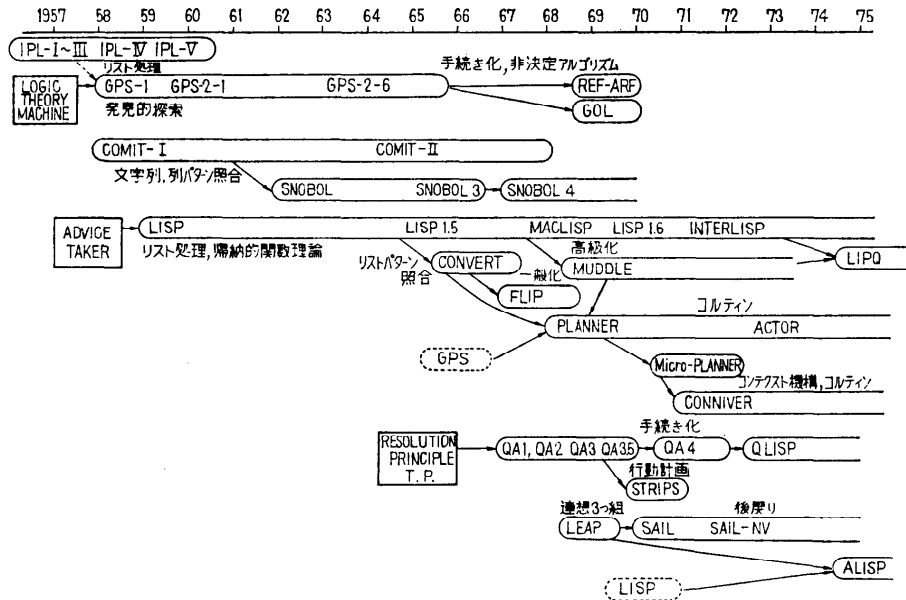 1957 58 59 60 61 62 63 64 65 66 67 68 69 70 71 72 73 74 75
IPL-I~III IPL-IV IPL-V
リスト処理
手続き化,非決定アルゴリズム
LOGIC THEORY MACHINE
GPS-1 GPS-2-1 GPS-2-6
REF-ARF
発見的探索
GOL
COMIT-I COMIT-II
文字列,列パターン照合
SNOBOL SNOBOL 3 SNOBOL 4
ADVICE TAKER
LISP LISP 1.5 MACLISP LISP 1.6 INTERLISP
リスト処理,帰納的関数理論
高級化
リストパターン照合
CONVERT
一般化
MUDDLE
LIPQ
FLIP
コルティン
PLANNER ACTOR
GPS
Micro-PLANNER
コンテクスト機構,コルティン
CONNIVER
手続き化
RESOLUTION PRINCIPLE T.P.
QA1, QA2 QA3 QA3.5
QA4
QLISP
行動計画
STRIPS
連想3つ組
後戻り
LEAP
SAIL SAIL-NV
ALISP
LISP